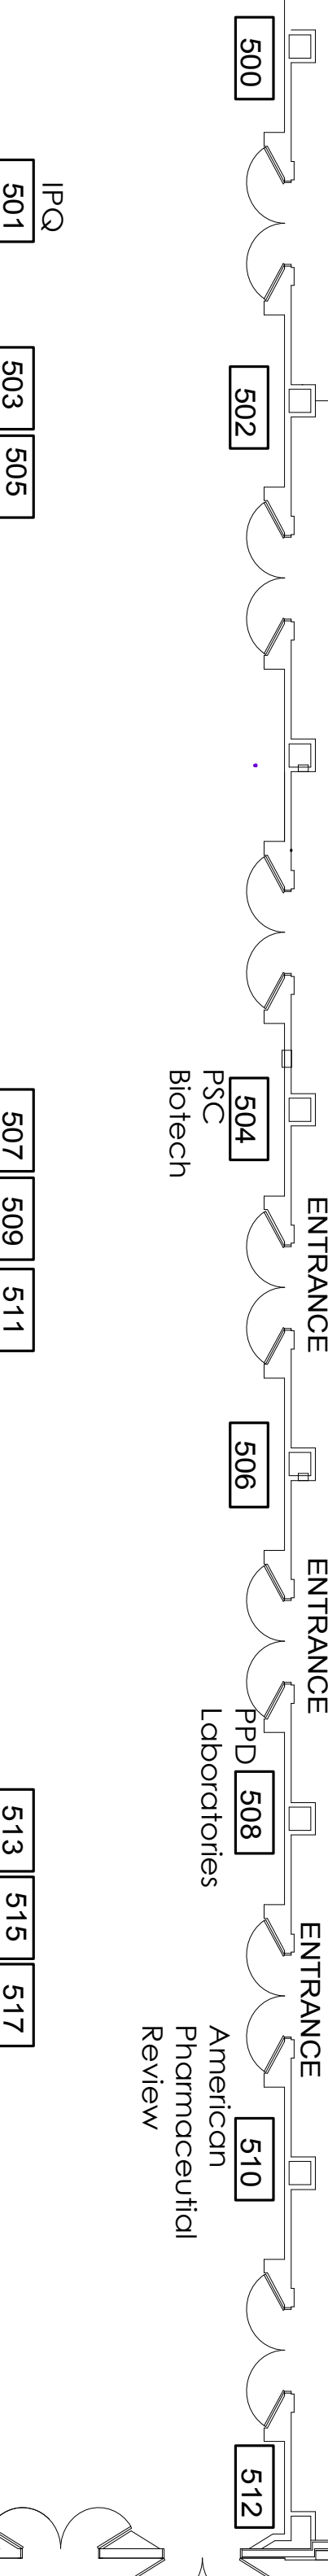 ENTRANCE
ENTRANCE
ENTRANCE
500
502
504
PSC
Biotech
506
PPD
Laboratories
508
510
American
Pharmaceutial
Review
512
IPQ
501
503
505
507
509
511
513
515
517